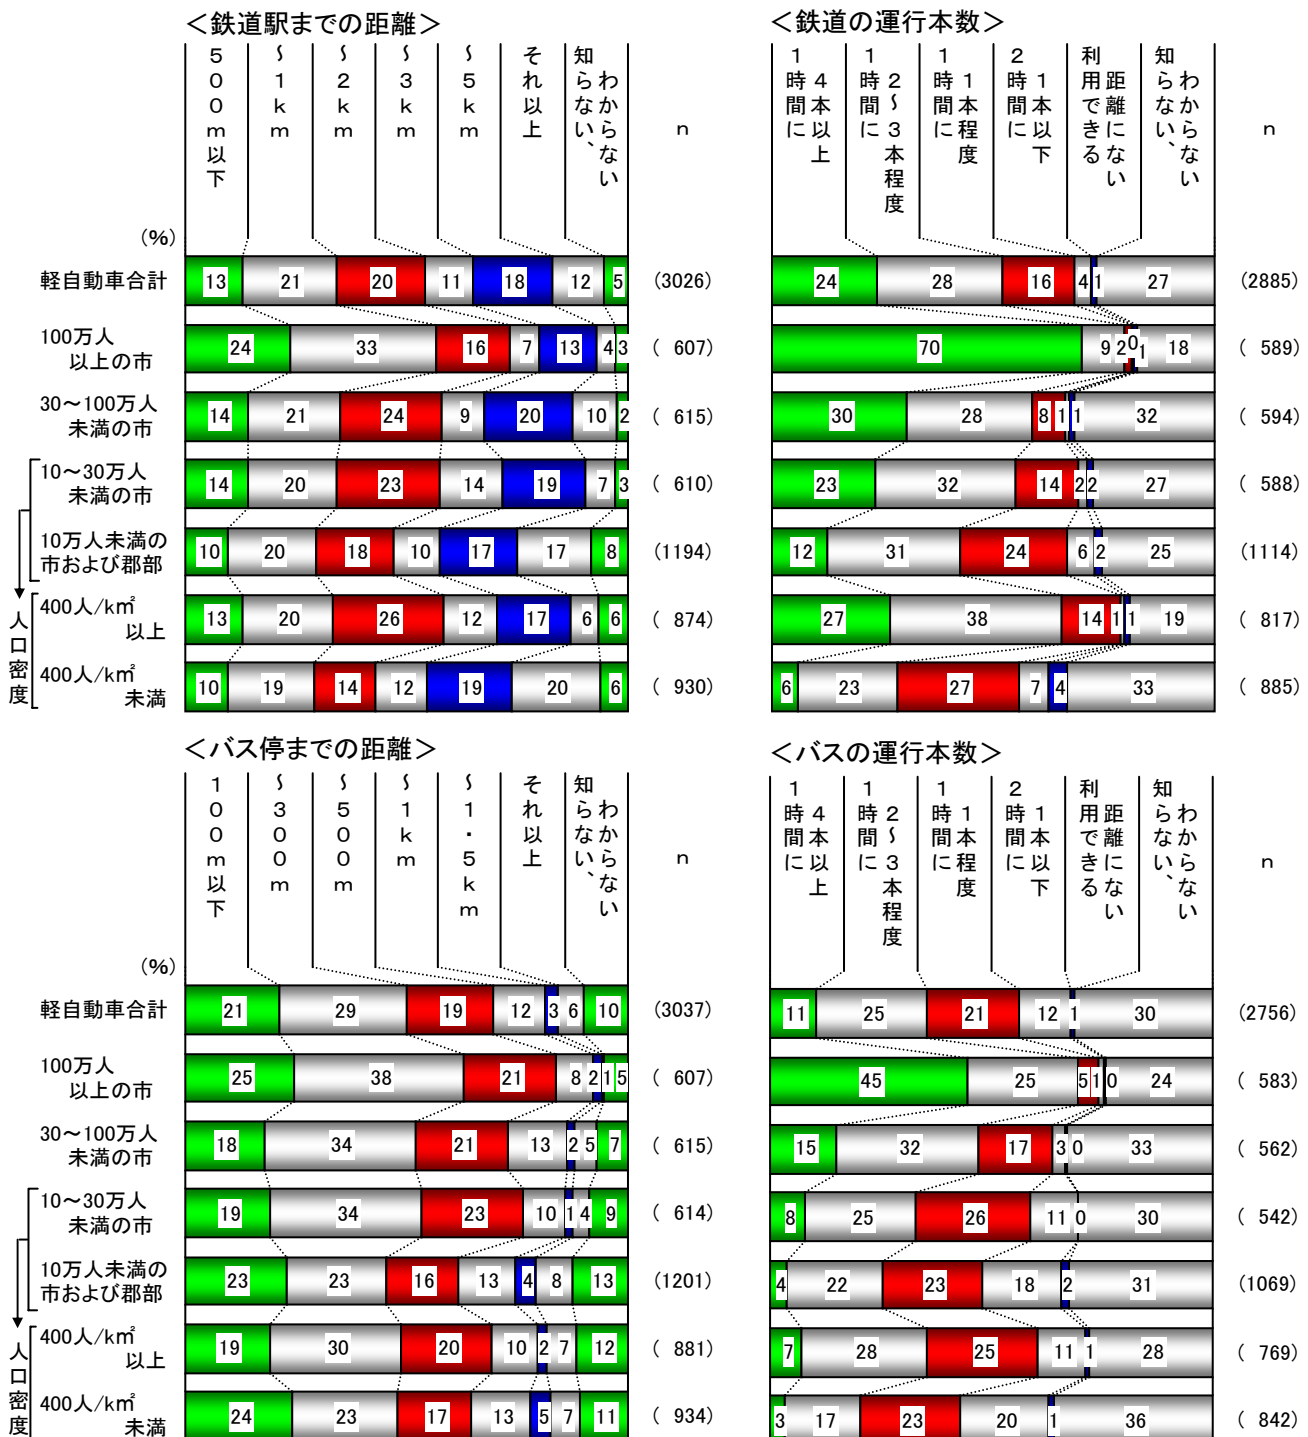 ＜鉄道駅までの距離＞
500m以下
～1km
～2km
～3km
～5km
それ以上
知らない、
わからない
n
(%)
軽自動車合計 13 21 20 11 18 12 5 (3026)
100万人
以上の市 24 33 16 7 13 4 3 ( 607)
30～100万人
未満の市 14 21 24 9 20 10 2 ( 615)
10～30万人
未満の市 14 20 23 14 19 7 3 ( 610)
10万人未満の
市および郡部 10 20 18 10 17 17 8 (1194)
人口密度
400人/k㎡
以上 13 20 26 12 17 6 6 ( 874)
400人/k㎡
未満 10 19 14 12 19 20 6 ( 930)
＜鉄道の運行本数＞
1時間に
4本以上
1時間に
2～3本程度
1時間に
1本程度
2時間に
1本以下
利用できる
距離にない
知らない、
わからない
n
24 28 16 4 1 27 (2885)
70 9 2 0 1 18 ( 589)
30 28 8 1 1 32 ( 594)
23 32 14 2 2 27 ( 588)
12 31 24 6 2 25 (1114)
27 38 14 1 1 19 ( 817)
6 23 27 7 4 33 ( 885)
＜バス停までの距離＞
100m以下
～300m
～500m
～1km
～1.5km
それ以上
知らない、
わからない
n
(%)
軽自動車合計 21 29 19 12 3 6 10 (3037)
100万人
以上の市 25 38 21 8 2 1 5 ( 607)
30～100万人
未満の市 18 34 21 13 2 5 7 ( 615)
10～30万人
未満の市 19 34 23 10 1 4 9 ( 614)
10万人未満の
市および郡部 23 23 16 13 4 8 13 (1201)
人口密度
400人/k㎡
以上 19 30 20 10 2 7 12 ( 881)
400人/k㎡
未満 24 23 17 13 5 7 11 ( 934)
＜バスの運行本数＞
1時間に
4本以上
1時間に
2～3本程度
1時間に
1本程度
2時間に
1本以下
利用できる
距離にない
知らない、
わからない
n
11 25 21 12 1 30 (2756)
45 25 5 1 0 24 ( 583)
15 32 17 3 0 33 ( 562)
8 25 26 11 0 30 ( 542)
4 22 23 18 2 31 (1069)
7 28 25 11 1 28 ( 769)
3 17 23 20 1 36 ( 842)